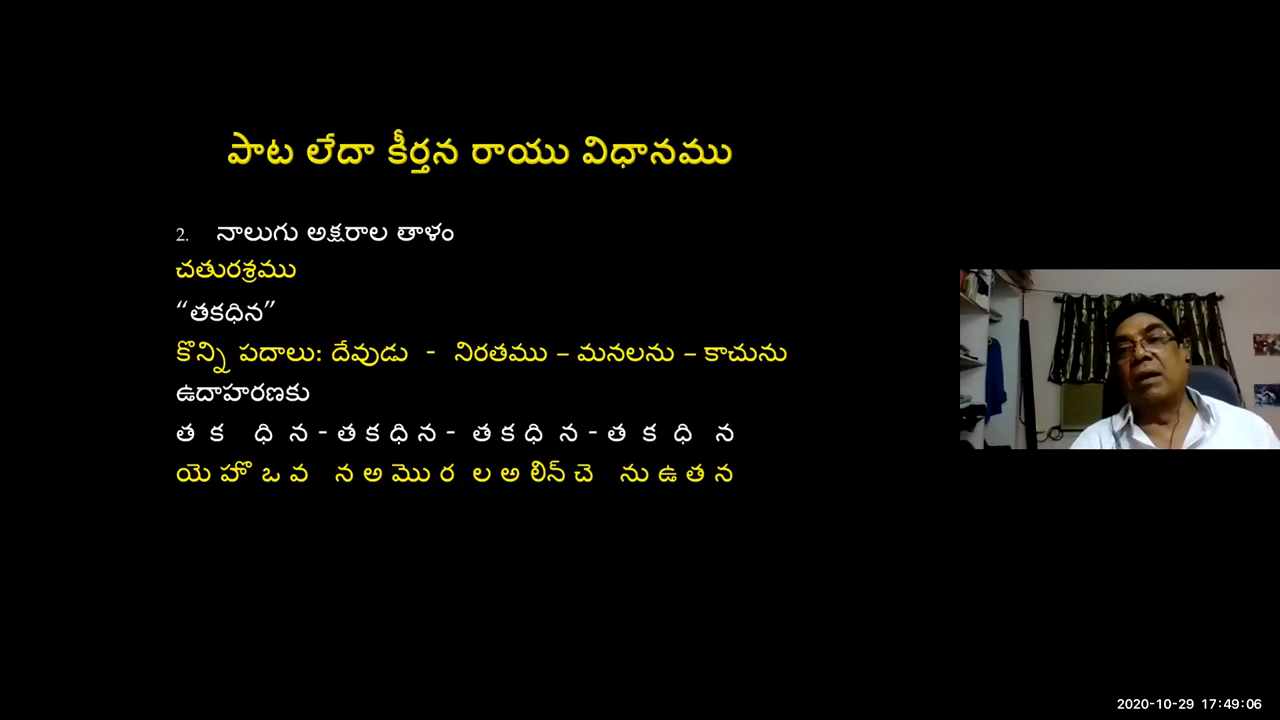 పాట లేదా కీర్తన రాయు విధానము
2. నాలుగు అక్షరాల తాళం
చతురశ్రము
“తకధిన”
కొన్ని పదాలు: దేవుడు - నిరతము – మనలను – కాచును
ఉదాహరణకు
త క ధి న - త క ధి న - త క ధి న - త క ధి న
యె హొ ఒ వ న అ మొ ర ల అ లిన్ చె ను ఉ త న
2020-10-29 17:49:06